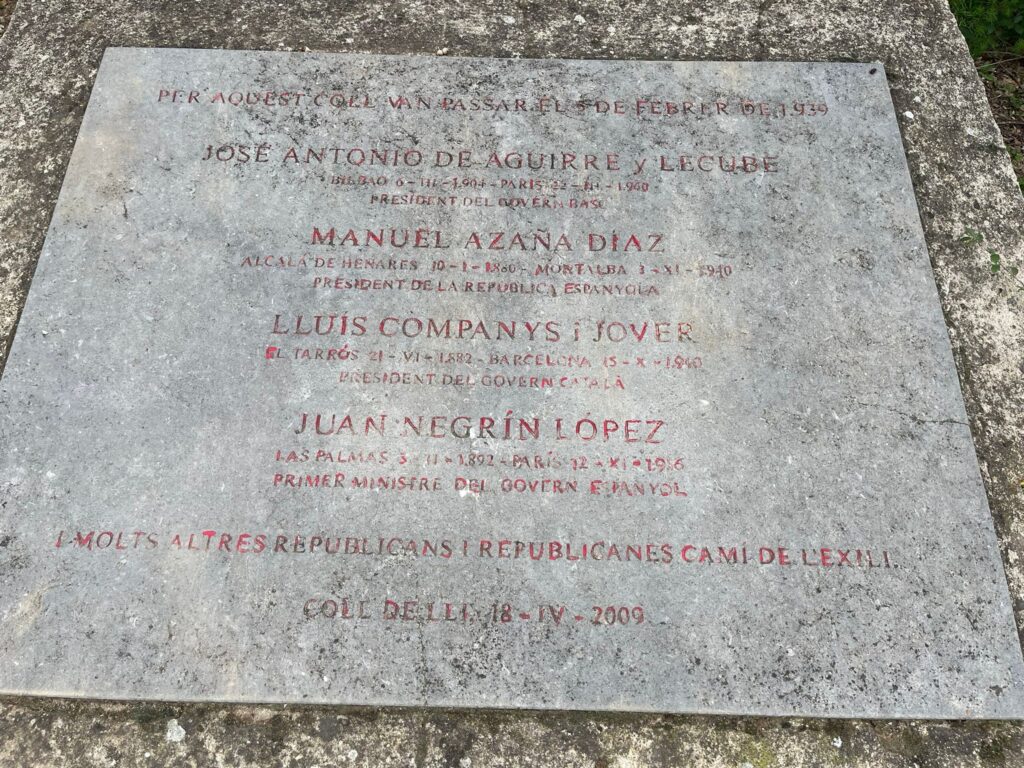 PER AQUEST COLL VAN PASSAR EL 5 DE FEBRER DE 1939
JOSÉ ANTONIO DE AGUIRRE y LECUBE
BILBAO 6 - III - 1904 - PARÍS 22 - III - 1960
PRESIDENT DEL GOVERN BASC
MANUEL AZAÑA DÍAZ
ALCALÁ DE HENARES 10 - I - 1880 - MONTALBA 3 - XI - 1940
PRESIDENT DE LA REPÚBLICA ESPANYOLA
LLUÍS COMPANYS i JOVER
EL TARRÒS 21 - VI - 1882 - BARCELONA 15 - X - 1940
PRESIDENT DEL GOVERN CATALÀ
JUAN NEGRÍN LÓPEZ
LAS PALMAS 3 - II - 1892 - PARÍS 12 - XI - 1956
PRIMER MINISTRE DEL GOVERN ESPANYOL
I MOLTS ALTRES REPUBLICANS I REPUBLICANES CAMÍ DE L'EXILI.
COLL DE LLI, 18 - IV - 2009